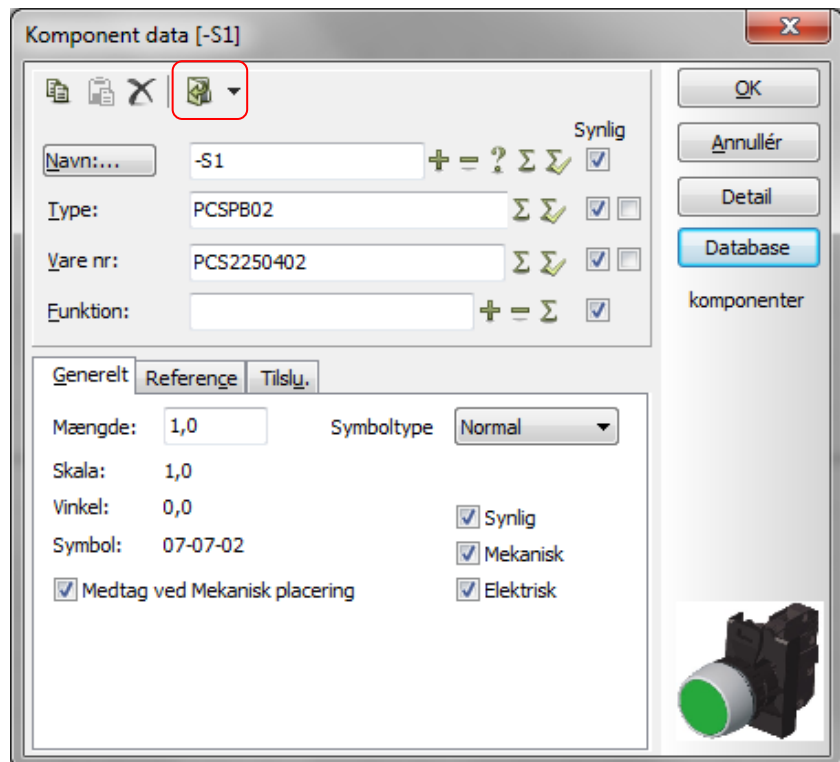 Komponent data [-S1]
Synlig
Navn:... -S1
Type: PCSPB02
Vare nr: PCS2250402
Funktion:
OK
Annullér
Detail
Database
komponenter
Generelt Reference Tilslu.
Mængde: 1,0 Symboltype Normal
Skala: 1,0
Vinkel: 0,0 Synlig
Symbol: 07-07-02 Mekanisk
Medtag ved Mekanisk placering Elektrisk